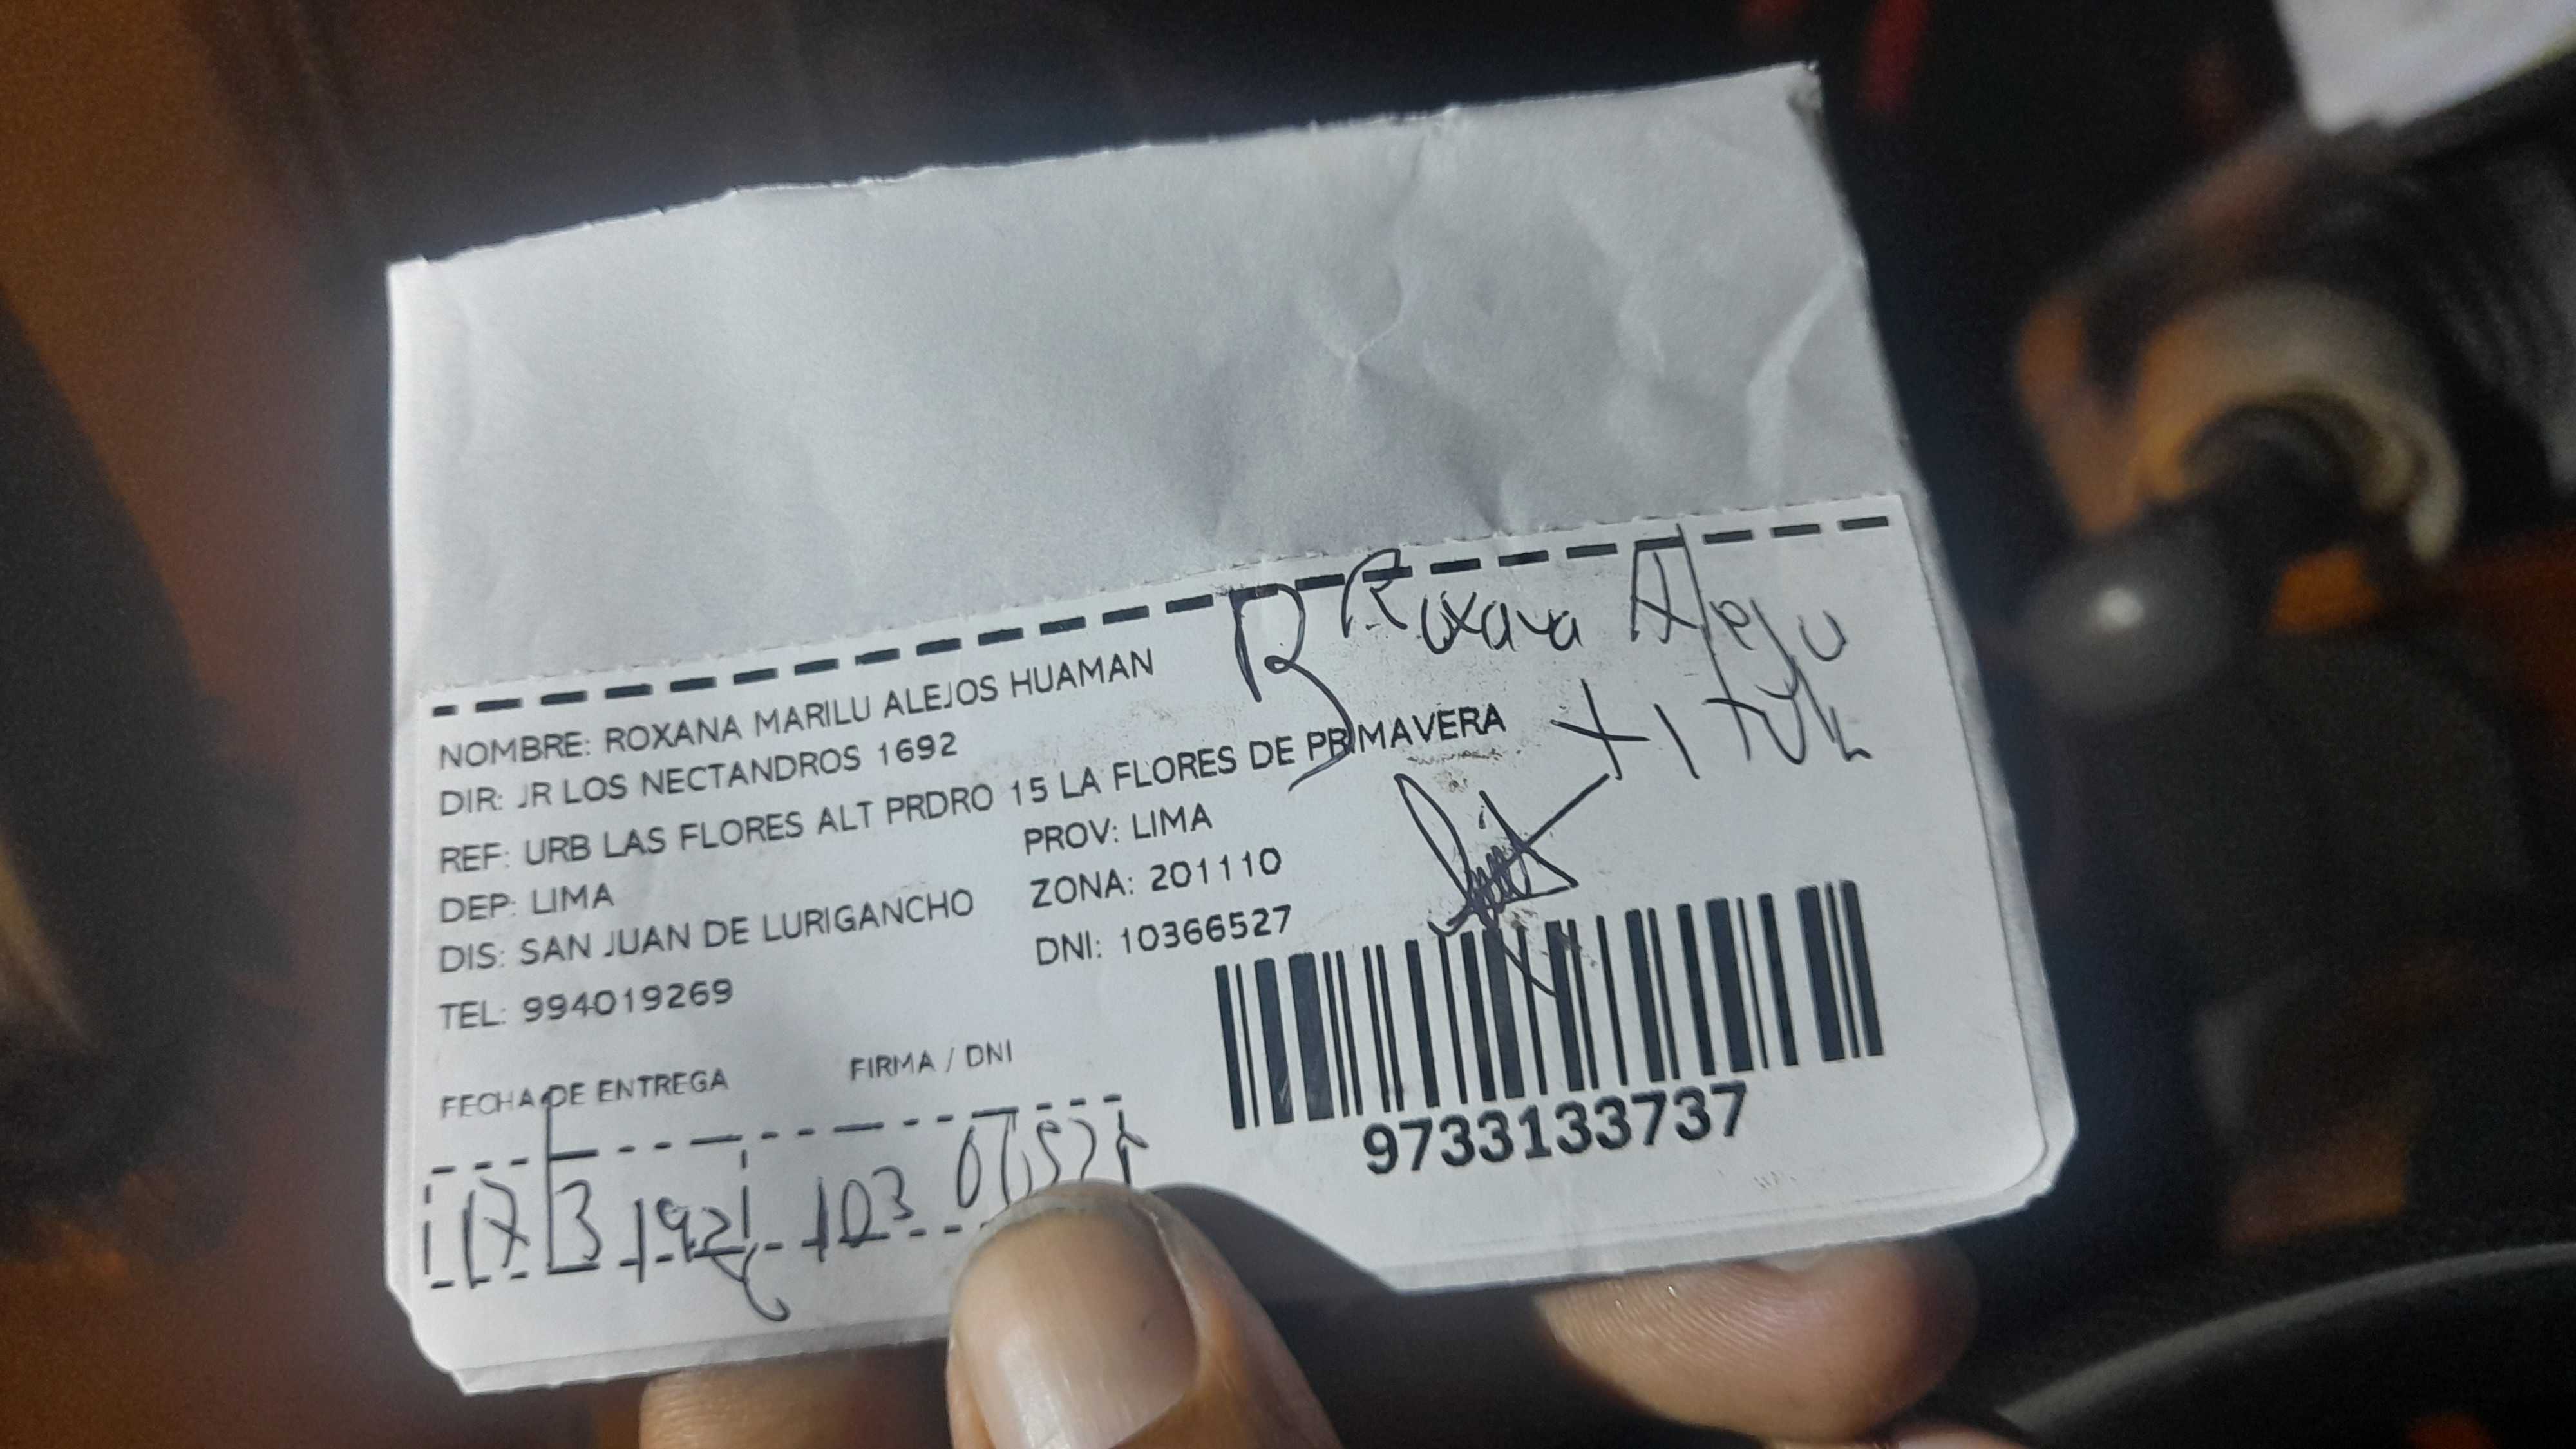 NOMBRE: ROXANA MARILU ALEJOS HUAMAN
DIR: JR LOS NECTANDROS 1692
REF: URB LAS FLORES ALT PRDRO 15 LA FLORES DE PRIMAVERA
DEP: LIMA PROV: LIMA
DIS: SAN JUAN DE LURIGANCHO ZONA: 201110
TEL: 994019269 DNI: 10366527
Roxana
FECHA DE ENTREGA FIRMA / DNI
9733133737